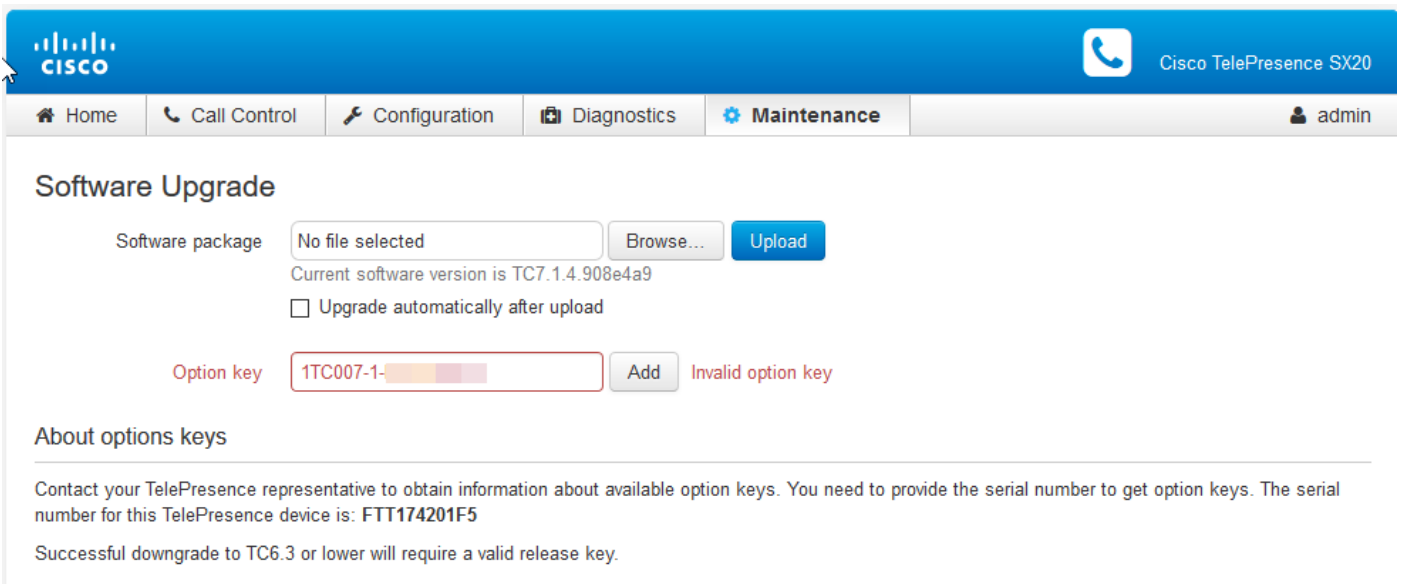 CISCO
Cisco TelePresence SX20
Home Call Control Configuration Diagnostics Maintenance admin
Software Upgrade
Software package No file selected Browse... Upload
Current software version is TC7.1.4.908e4a9
Upgrade automatically after upload
Option key 1TC007-1- Add Invalid option key
About options keys
Contact your TelePresence representative to obtain information about available option keys. You need to provide the serial number to get option keys. The serial
number for this TelePresence device is: FTT174201F5
Successful downgrade to TC6.3 or lower will require a valid release key.